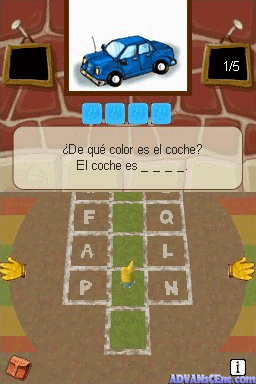 1/5
¿De qué color es el coche?
El coche es _ _ _ _.
F Q
A L
P N
i
ADVANsCEne.com